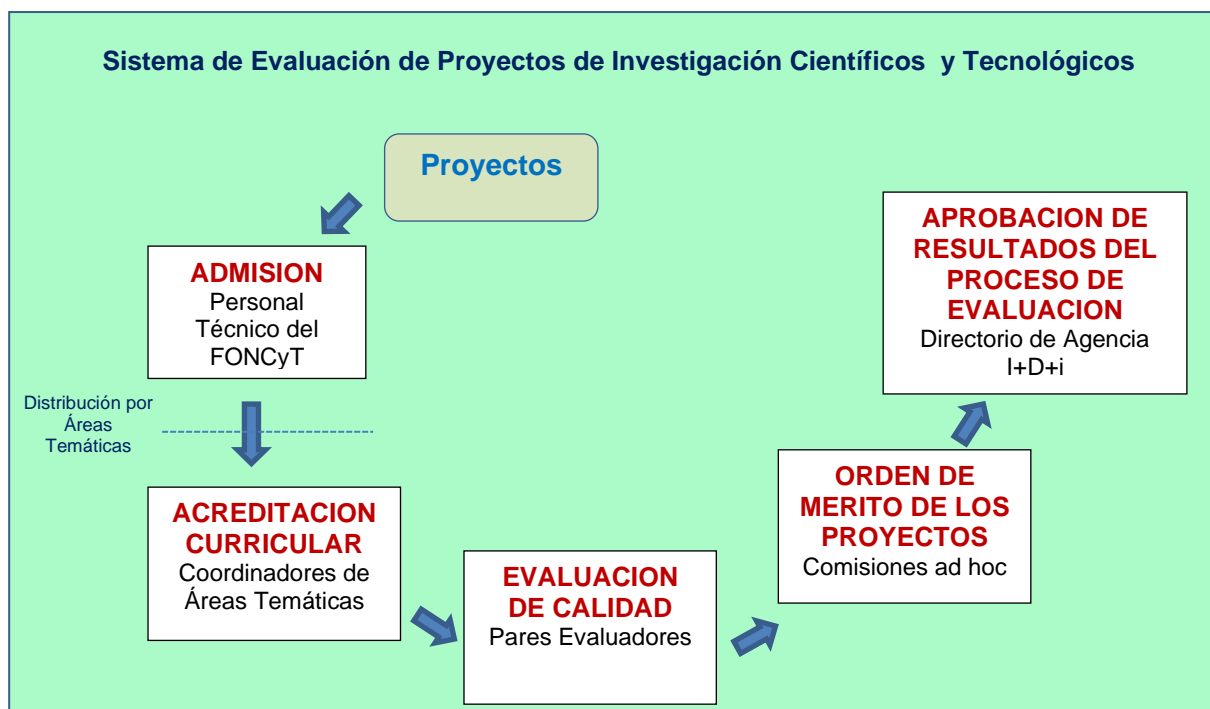 Sistema de Evaluación de Proyectos de Investigación Científicos y Tecnológicos
Proyectos
ADMISION
Personal
Técnico del
FONCyT
Distribución por
Áreas
Temáticas
ACREDITACION
CURRICULAR
Coordinadores de
Áreas Temáticas
EVALUACION
DE CALIDAD
Pares Evaluadores
ORDEN DE
MERITO DE LOS
PROYECTOS
Comisiones ad hoc
APROBACION DE
RESULTADOS DEL
PROCESO DE
EVALUACION
Directorio de Agencia
I+D+i